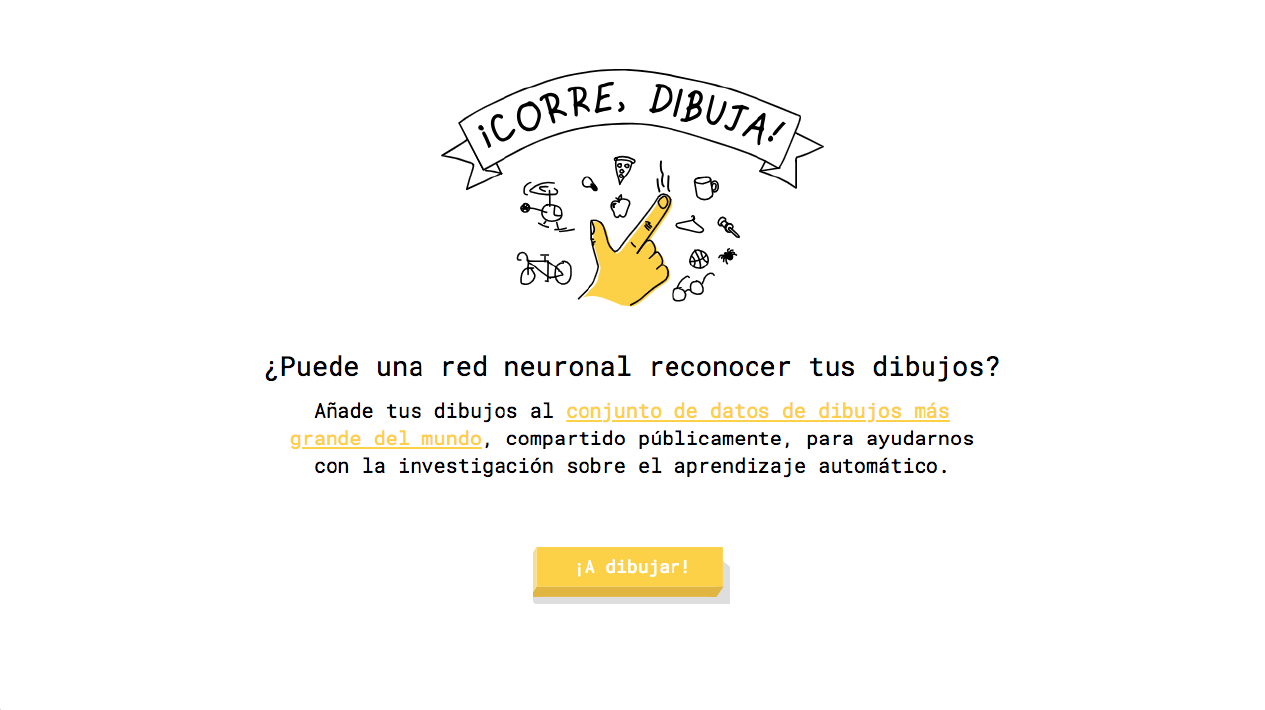 ¡CORRE, DIBUJA!
¿Puede una red neuronal reconocer tus dibujos?
Añade tus dibujos al conjunto de datos de dibujos más
grande del mundo, compartido públicamente, para ayudarnos
con la investigación sobre el aprendizaje automático.
¡A dibujar!